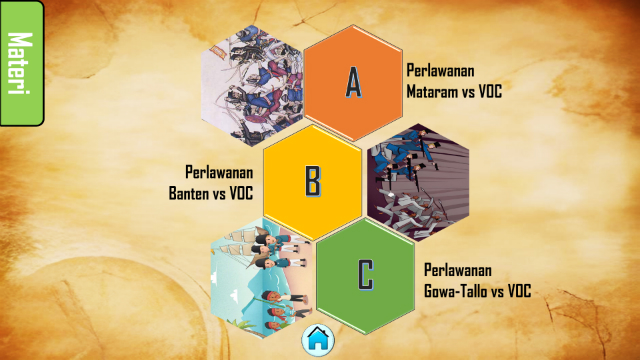 Materi
A
Perlawanan
Mataram vs VOC
Perlawanan
Banten vs VOC
B
C
Perlawanan
Gowa-Tallo vs VOC